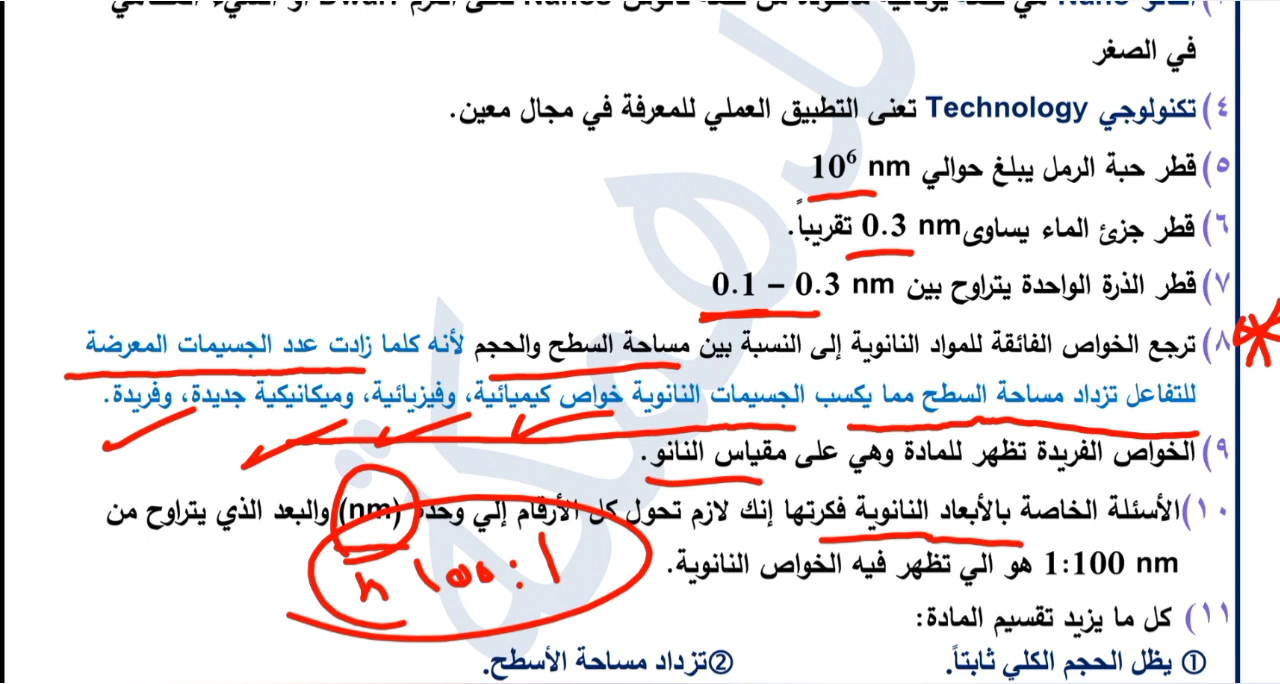 في الصغر
٤) تكنولوجي Technology تعنى التطبيق العملي للمعرفة في مجال معين.
٥) قطر حبة الرمل يبلغ حوالي 10⁶ nm
٦) قطر جزئ الماء يساوى 0.3 nm تقريباً.
٧) قطر الذرة الواحدة يتراوح بين 0.1 – 0.3 nm
٨) ترجع الخواص الفائقة للمواد النانوية إلى النسبة بين مساحة السطح والحجم لأنه كلما زادت عدد الجسيمات المعرضة
للتفاعل تزداد مساحة السطح مما يكسب الجسيمات النانوية خواص كيميائية، وفيزيائية، وميكانيكية جديدة، وفريدة.
٩) الخواص الفريدة تظهر للمادة وهي على مقياس النانو.
١٠) الأسئلة الخاصة بالأبعاد النانوية فكرتها إنك لازم تحول كل الأرقام إلي وحدة (nm) والبعد الذي يتراوح من
1:100 nm هو الي تظهر فيه الخواص النانوية.
100 : 1
١١) كل ما يزيد تقسيم المادة:
① يظل الحجم الكلي ثابتاً. ② تزداد مساحة الأسطح.